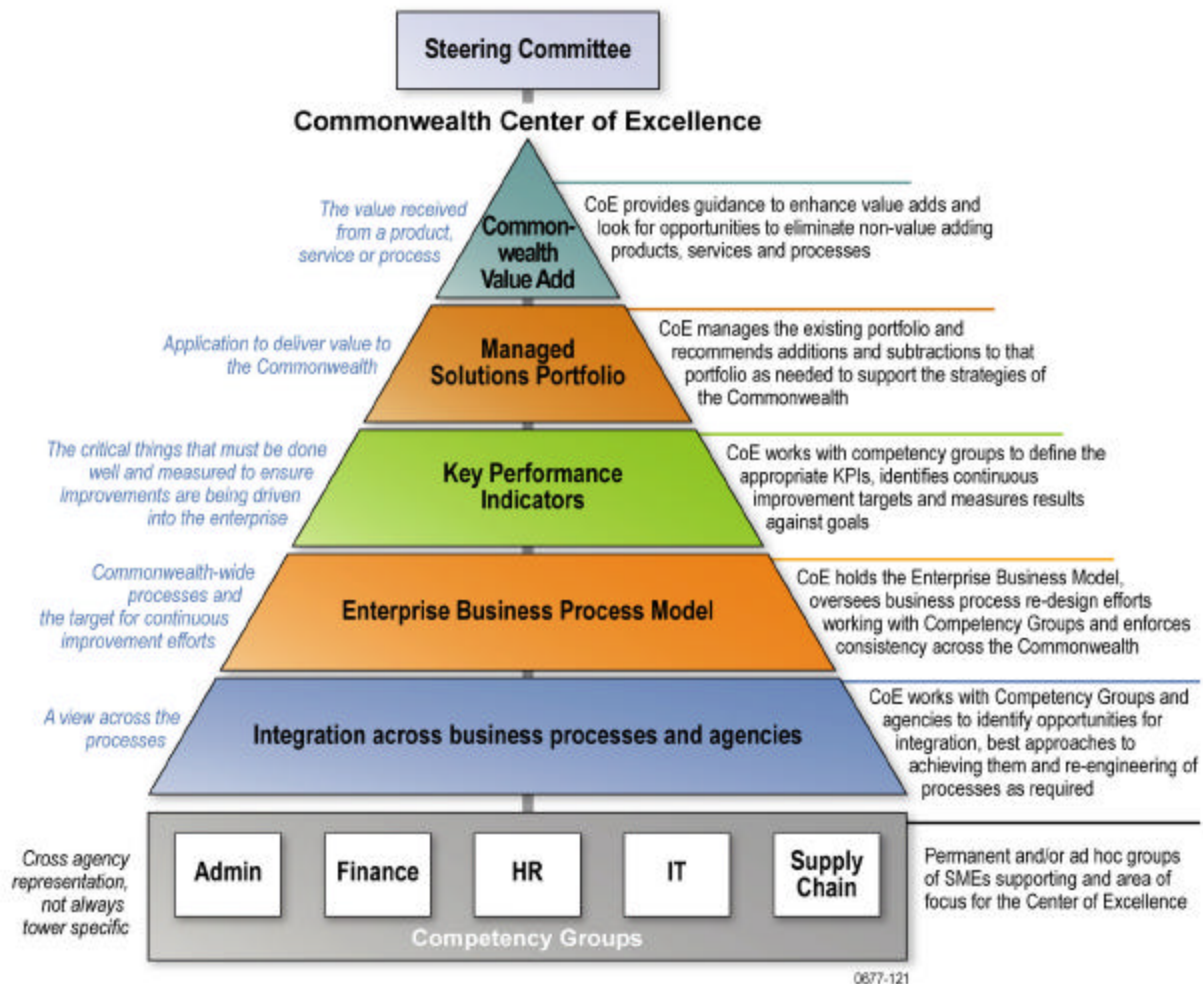 Steering Committee
Commonwealth Center of Excellence
The value received
from a product,
service or process
Common-
wealth
Value Add
CoE provides guidance to enhance value adds and
look for opportunities to eliminate non-value adding
products, services and processes
Application to deliver value to
the Commonwealth
Managed
Solutions Portfolio
CoE manages the existing portfolio and
recommends additions and subtractions to that
portfolio as needed to support the strategies of
the Commonwealth
The critical things that must be done
well and measured to ensure
improvements are being driven
into the enterprise
Key Performance
Indicators
CoE works with competency groups to define the
appropriate KPIs, identifies continuous
improvement targets and measures results
against goals
Commonwealth-wide
processes and
the target for continuous
improvement efforts
Enterprise Business Process Model
CoE holds the Enterprise Business Model,
oversees business process re-design efforts
working with Competency Groups and enforces
consistency across the Commonwealth
A view across the
processes
Integration across business processes and agencies
CoE works with Competency Groups and
agencies to identify opportunities for
integration, best approaches to
achieving them and re-engineering of
processes as required
Cross agency
representation,
not always
tower specific
Admin
Finance
HR
IT
Supply
Chain
Competency Groups
Permanent and/or ad hoc groups
of SMEs supporting and area of
focus for the Center of Excellence
0677-121